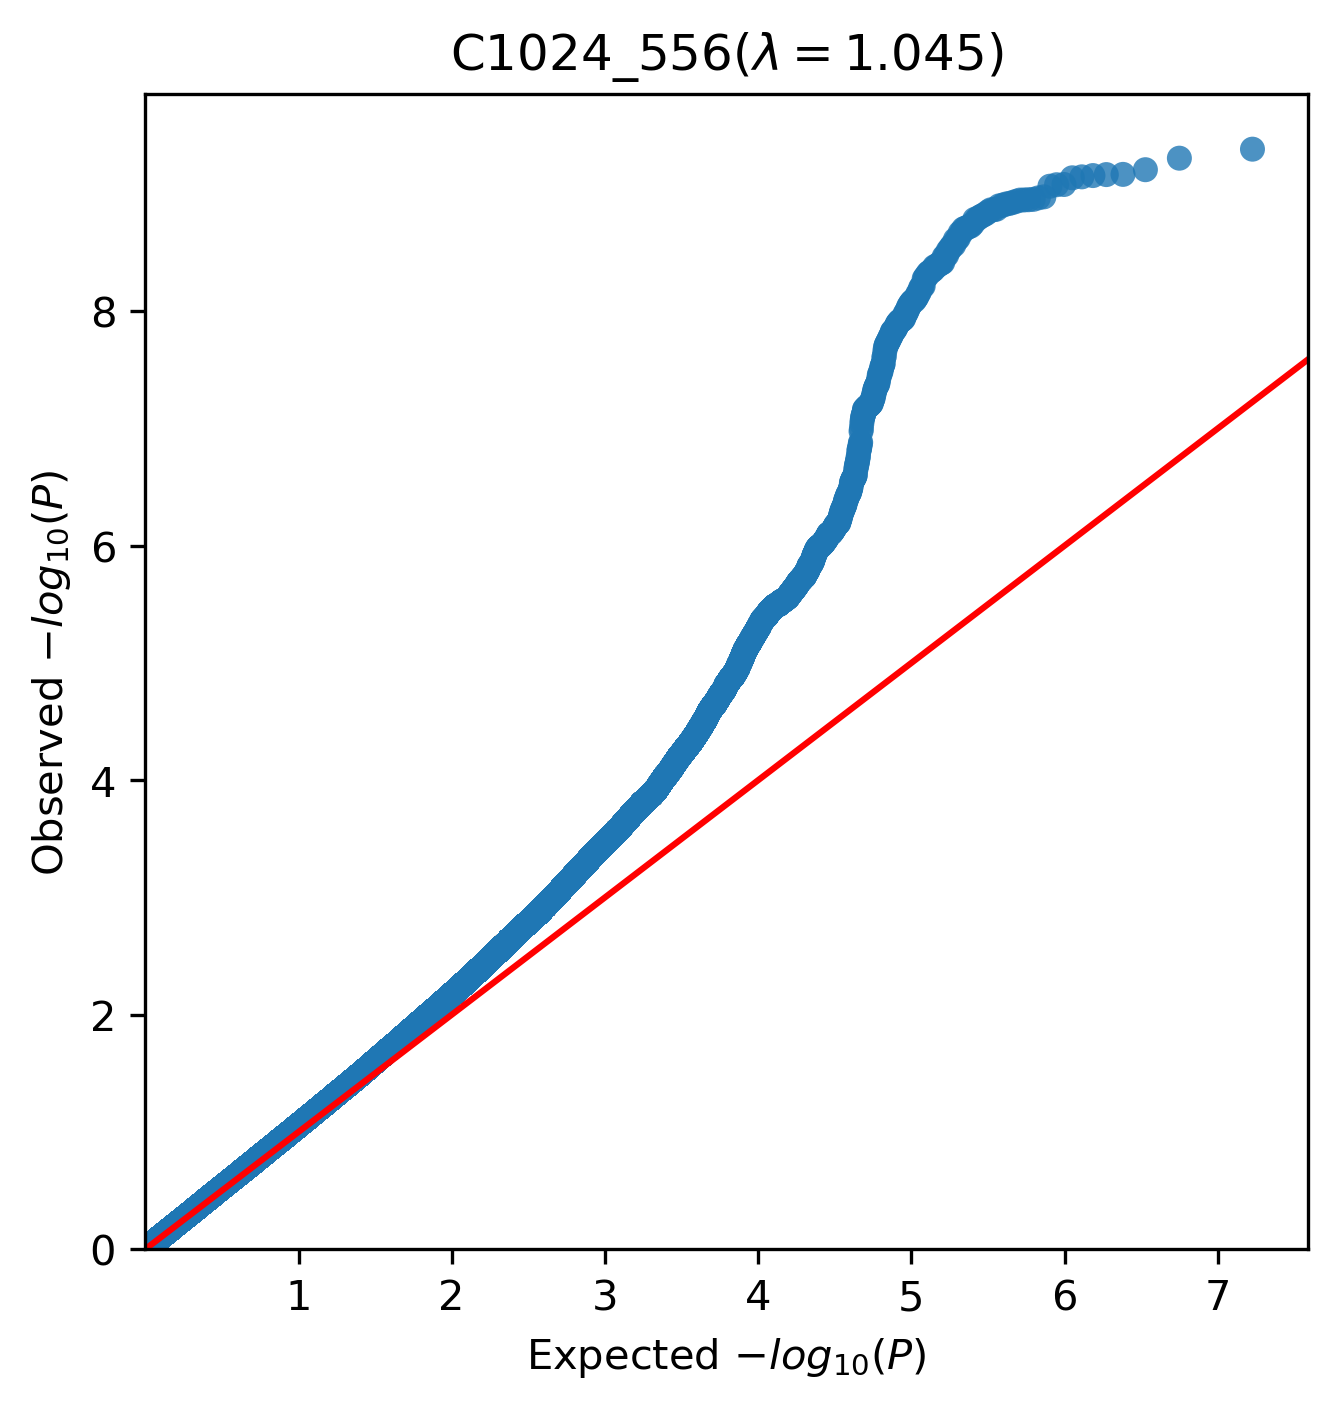 C1024_556(λ = 1.045)
Observed −log₁₀(P)
8
6
4
2
0
1 2 3 4 5 6 7
Expected −log₁₀(P)